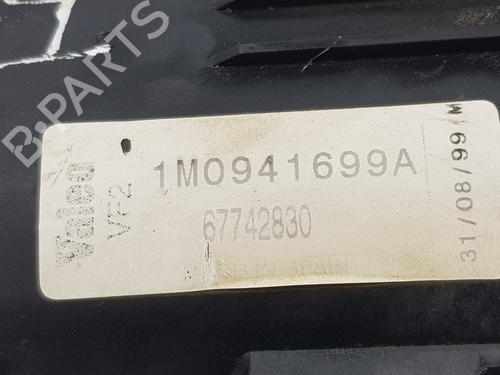 B-PARTS
Valeo
VF2
1M0941699A
67742830
31/08/99 M